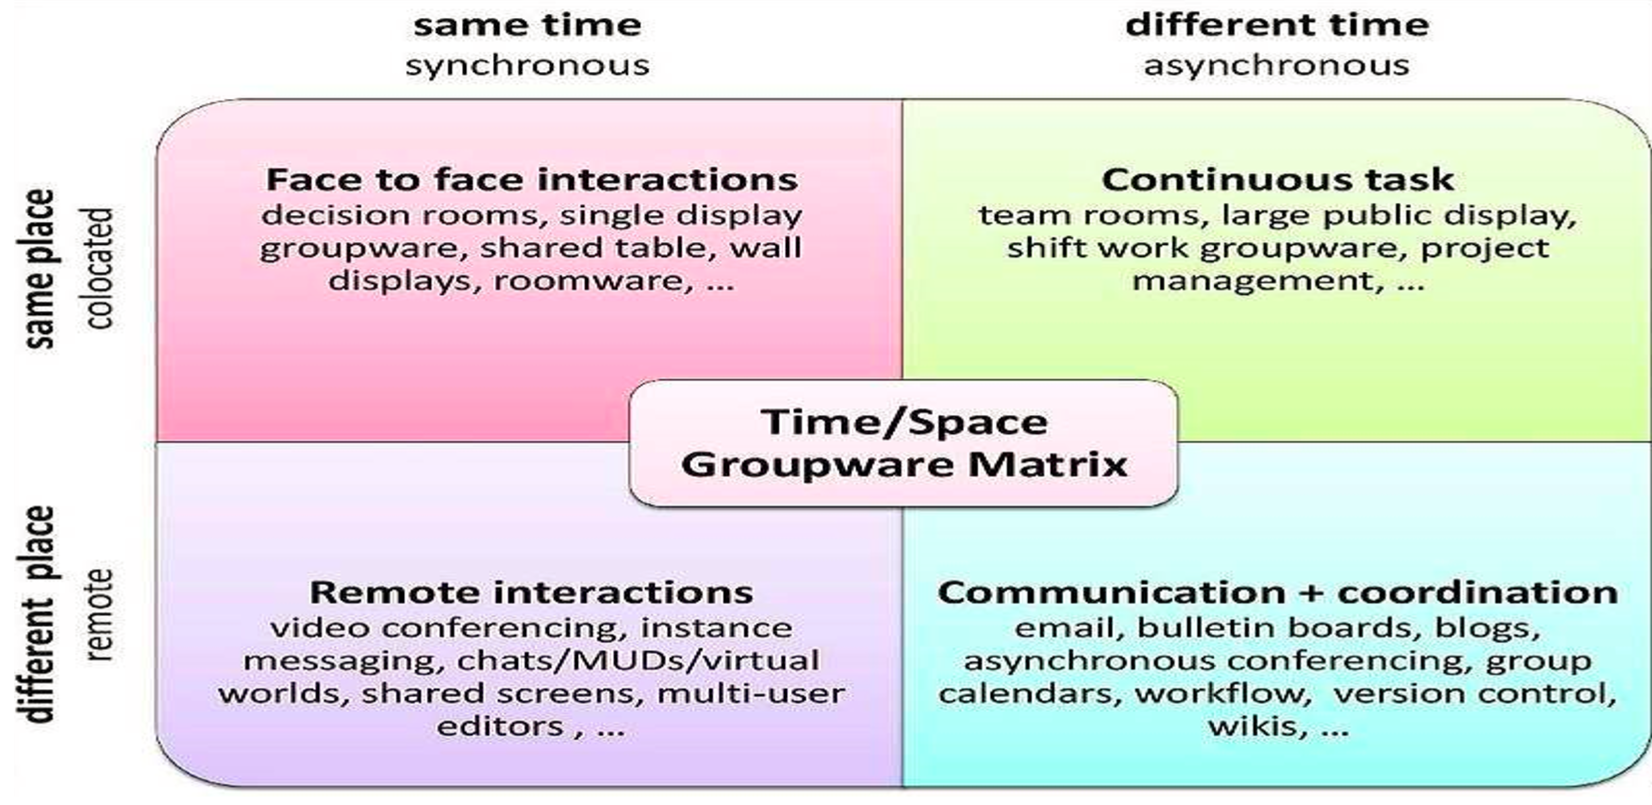 same time
synchronous
different time
asynchronous
same place
colocated
Face to face interactions
decision rooms, single display
groupware, shared table, wall
displays, roomware, ...
Continuous task
team rooms, large public display,
shift work groupware, project
management, ...
Time/Space
Groupware Matrix
different place
remote
Remote interactions
video conferencing, instance
messaging, chats/MUDs/virtual
worlds, shared screens, multi-user
editors , ...
Communication + coordination
email, bulletin boards, blogs,
asynchronous conferencing, group
calendars, workflow, version control,
wikis, ...